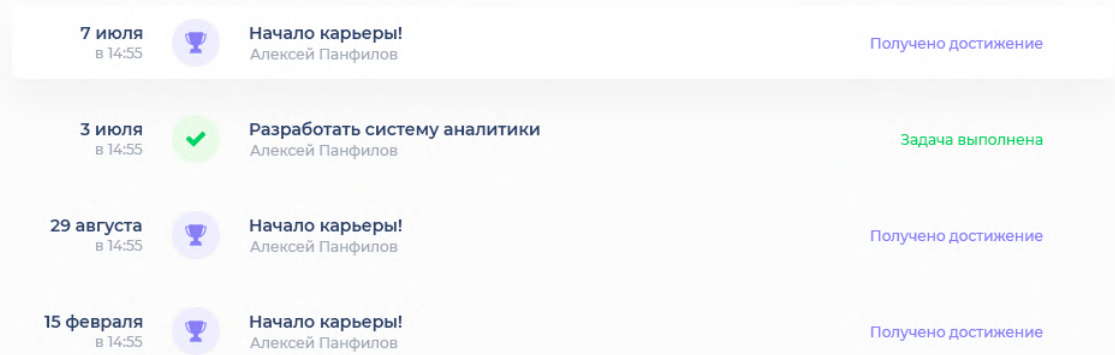 7 июля
в 14:55
Начало карьеры!
Алексей Панфилов
Получено достижение
3 июля
в 14:55
Разработать систему аналитики
Алексей Панфилов
Задача выполнена
29 августа
в 14:55
Начало карьеры!
Алексей Панфилов
Получено достижение
15 февраля
в 14:55
Начало карьеры!
Алексей Панфилов
Получено достижение